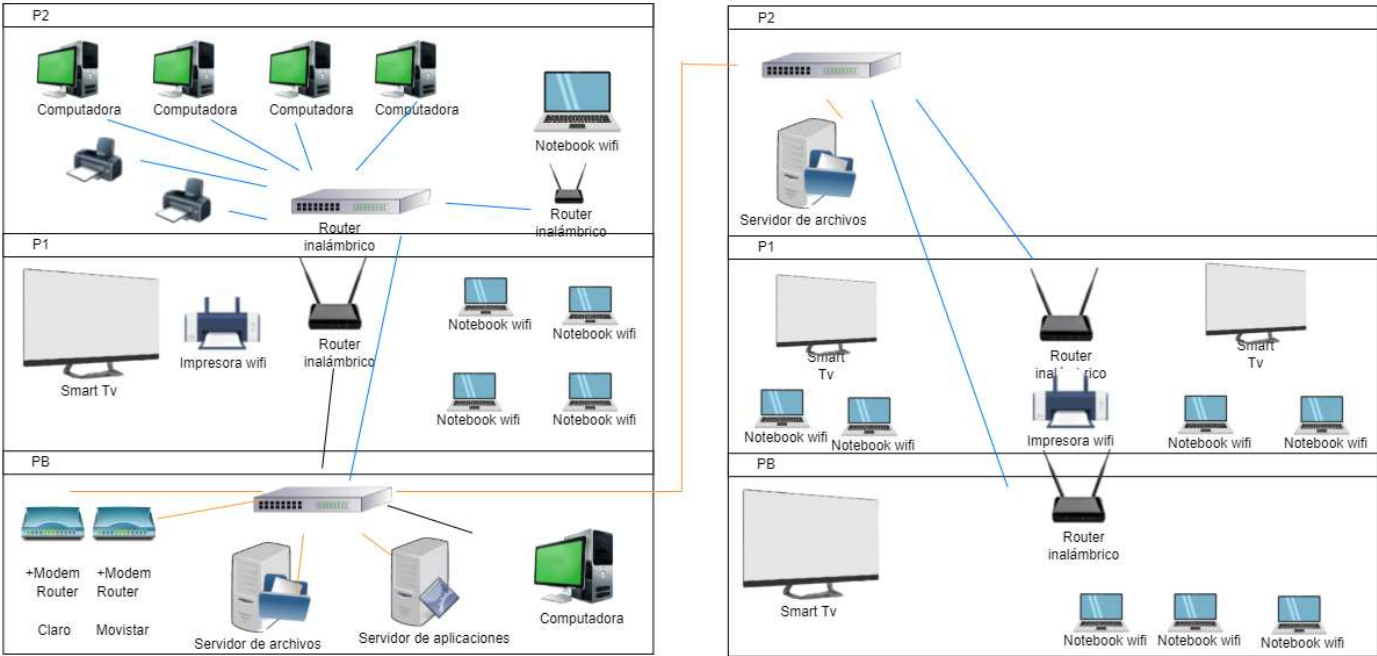 P2
Computadora
Computadora
Computadora
Computadora
Notebook wifi
Router
inalámbrico
Router
inalámbrico
P1
Smart Tv
Impresora wifi
Router
inalámbrico
Notebook wifi
Notebook wifi
Notebook wifi
Notebook wifi
PB
+Modem
Router
Claro
+Modem
Router
Movistar
Servidor de archivos
Servidor de aplicaciones
Computadora
P2
Servidor de archivos
P1
Smart
Tv
Router
Smart
Tv
Notebook wifi
Notebook wifi
Impresora wifi
Notebook wifi
Notebook wifi
PB
Smart Tv
Router
inalámbrico
Notebook wifi
Notebook wifi
Notebook wifi